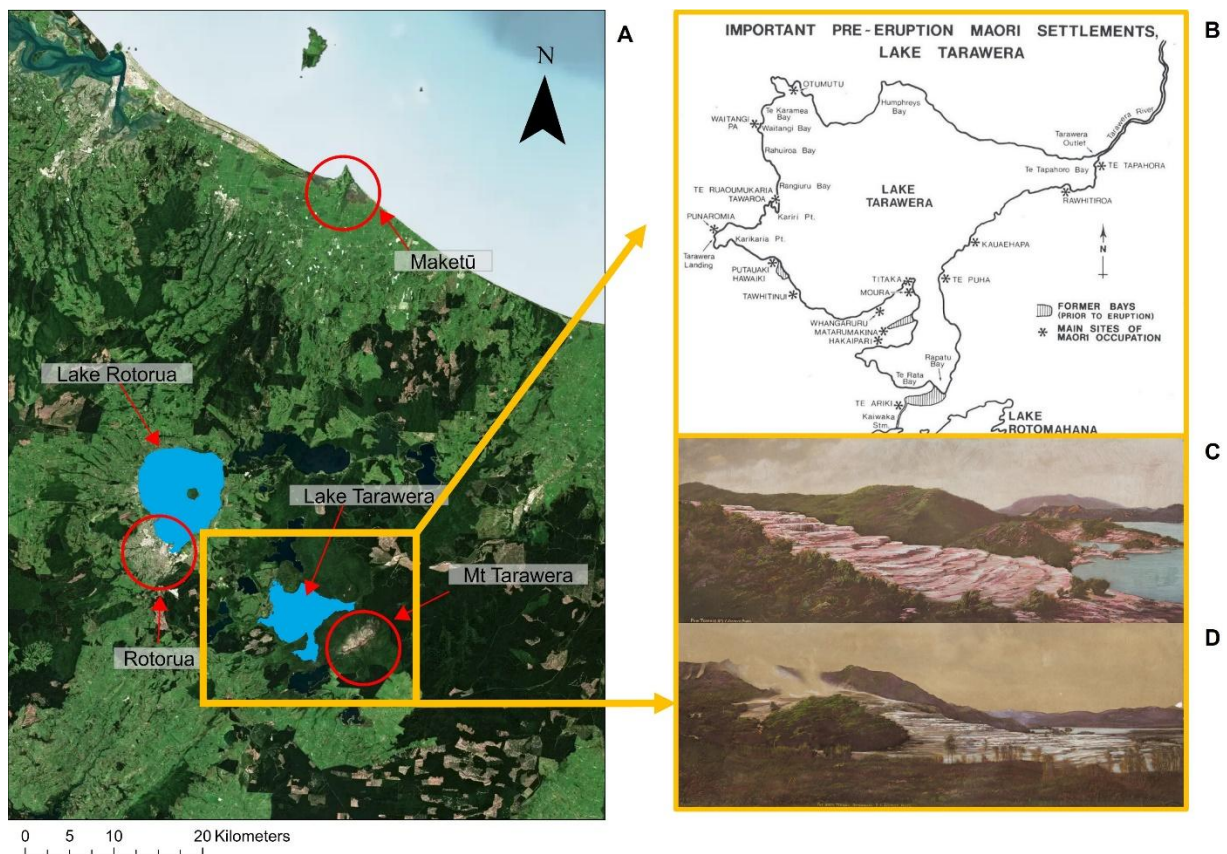 A
N
Maketū
Lake Rotorua
Lake Tarawera
Mt Tarawera
Rotorua
0 5 10 20 Kilometers
B
IMPORTANT PRE-ERUPTION MAORI SETTLEMENTS,
LAKE TARAWERA
OTUMUTU
Te Karamea
Bay
Humphreys
Bay
WAITANGI
PA
Waitangi Bay
Tarawera River
Tarawera
Outlet
Rahuiroa Bay
TE TAPAHORA
Te Tapahoro Bay
Rangiuru Bay
TE RUAOUMUKARIA
TAWAROA
LAKE
TARAWERA
RAWHITIROA
PUNAROMIA
Kariri Pt.
Karikaria Pt.
Tarawera
Landing
N
KAUAEHAPA
PUTAUAKI
HAWAIKI
TITAKA
MOURA
TE PUHA
TAWHITINUI
WHANGARURU
MATARUMAKINA
HAKAIPARI
FORMER BAYS
(PRIOR TO ERUPTION)
MAIN SITES OF
MAORI OCCUPATION
Rapatu
Bay
Te Rata
Bay
TE ARIKI
Kaiwaka
Stm.
LAKE
ROTOMAHANA
C
D